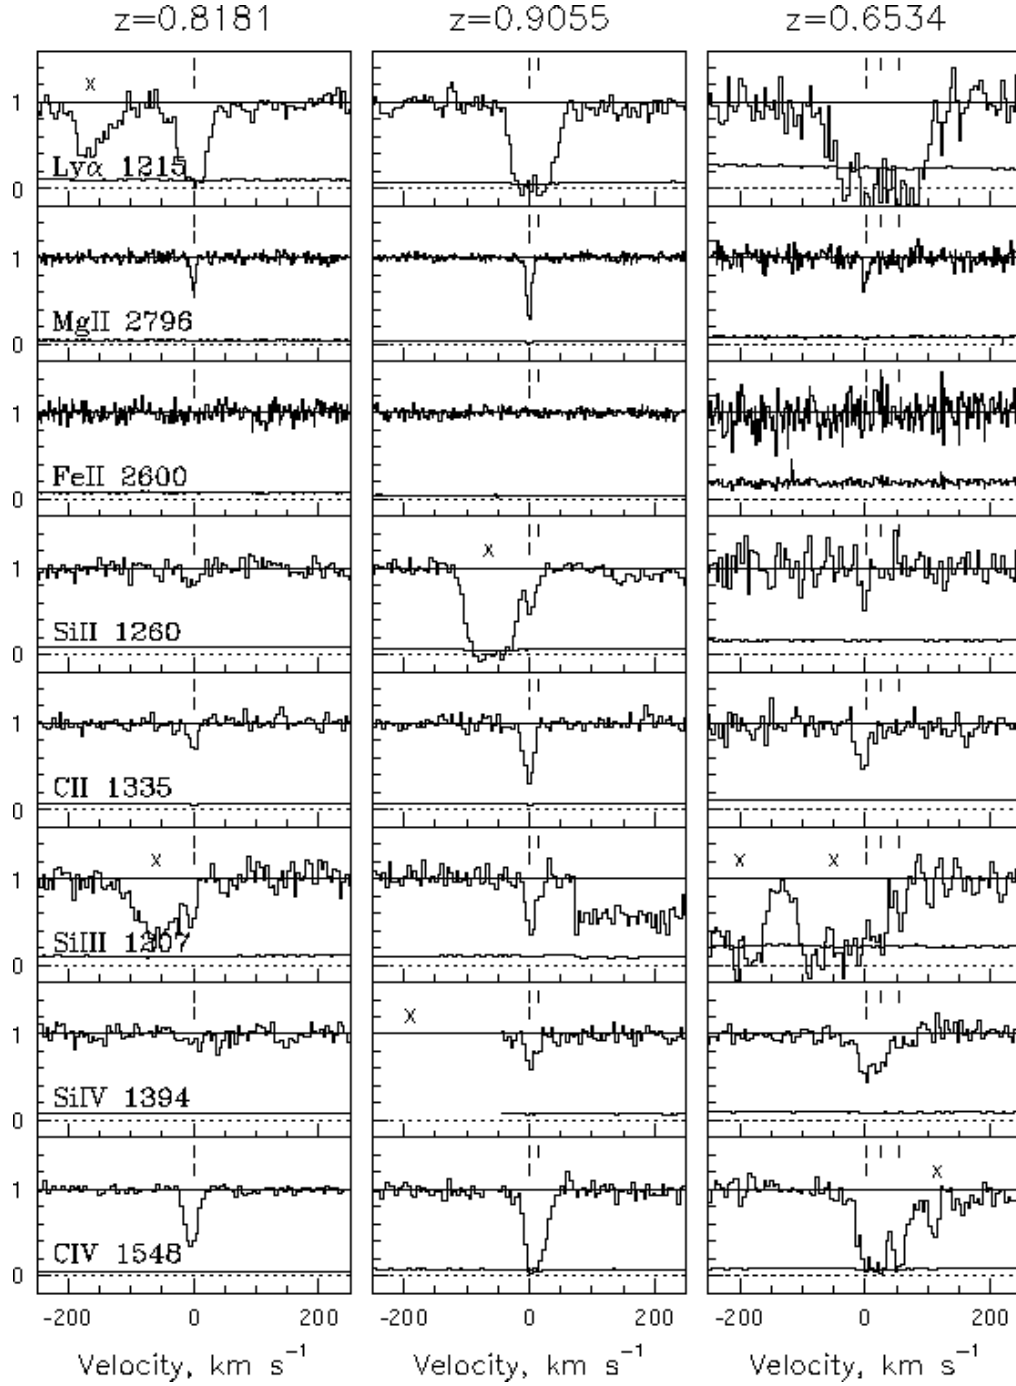 z=0.8181 z=0.9055 z=0.6534
x
1
Lyα 1215
0
1
MgII 2796
0
1
FeII 2600
0
x
1
SiII 1260
0
1
CII 1335
0
x x x
1
SiIII 1207
0
x
1
SiIV 1394
0
x
1
CIV 1548
0
-200 0 200 -200 0 200 -200 0 200
Velocity, km s⁻¹ Velocity, km s⁻¹ Velocity, km s⁻¹